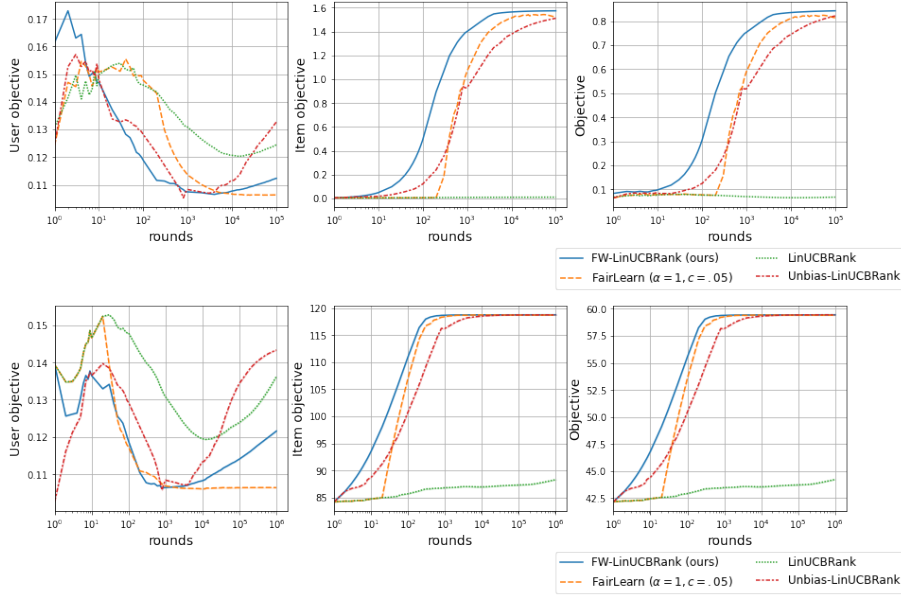 0.17
0.16
0.15
0.14
0.13
0.12
0.11
User objective
10^0 10^1 10^2 10^3 10^4 10^5
rounds
1.6
1.4
1.2
1.0
0.8
0.6
0.4
0.2
0.0
Item objective
10^0 10^1 10^2 10^3 10^4 10^5
rounds
0.8
0.7
0.6
0.5
0.4
0.3
0.2
0.1
Objective
10^0 10^1 10^2 10^3 10^4 10^5
rounds
FW-LinUCBRank (ours) LinUCBRank
FairLearn (α = 1, c = .05) Unbias-LinUCBRank
0.15
0.14
0.13
0.12
0.11
User objective
10^0 10^1 10^2 10^3 10^4 10^5 10^6
rounds
120
115
110
105
100
95
90
85
Item objective
10^0 10^1 10^2 10^3 10^4 10^5 10^6
rounds
60.0
57.5
55.0
52.5
50.0
47.5
45.0
42.5
Objective
10^0 10^1 10^2 10^3 10^4 10^5 10^6
rounds
FW-LinUCBRank (ours) LinUCBRank
FairLearn (α = 1, c = .05) Unbias-LinUCBRank